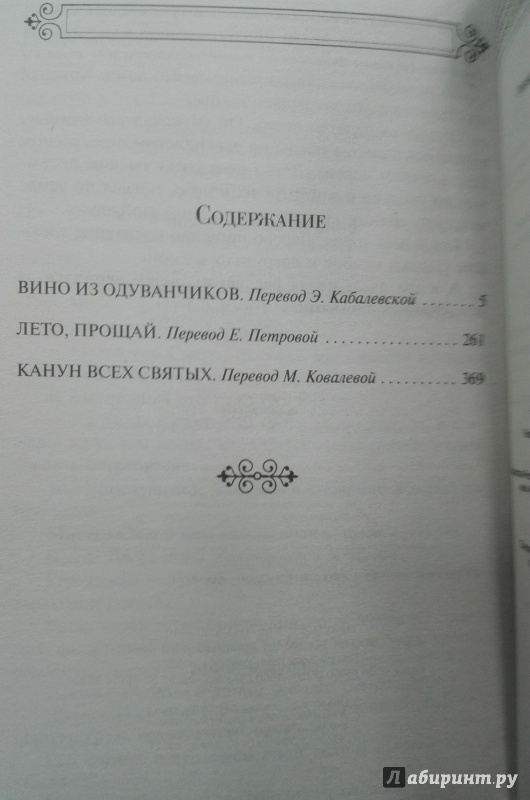 Содержание
ВИНО ИЗ ОДУВАНЧИКОВ. Перевод Э. Кабалевской ........ 5
ЛЕТО, ПРОЩАЙ. Перевод Е. Петровой .................... 261
КАНУН ВСЕХ СВЯТЫХ. Перевод М. Ковалевой ............ 369
Лабиринт.ру